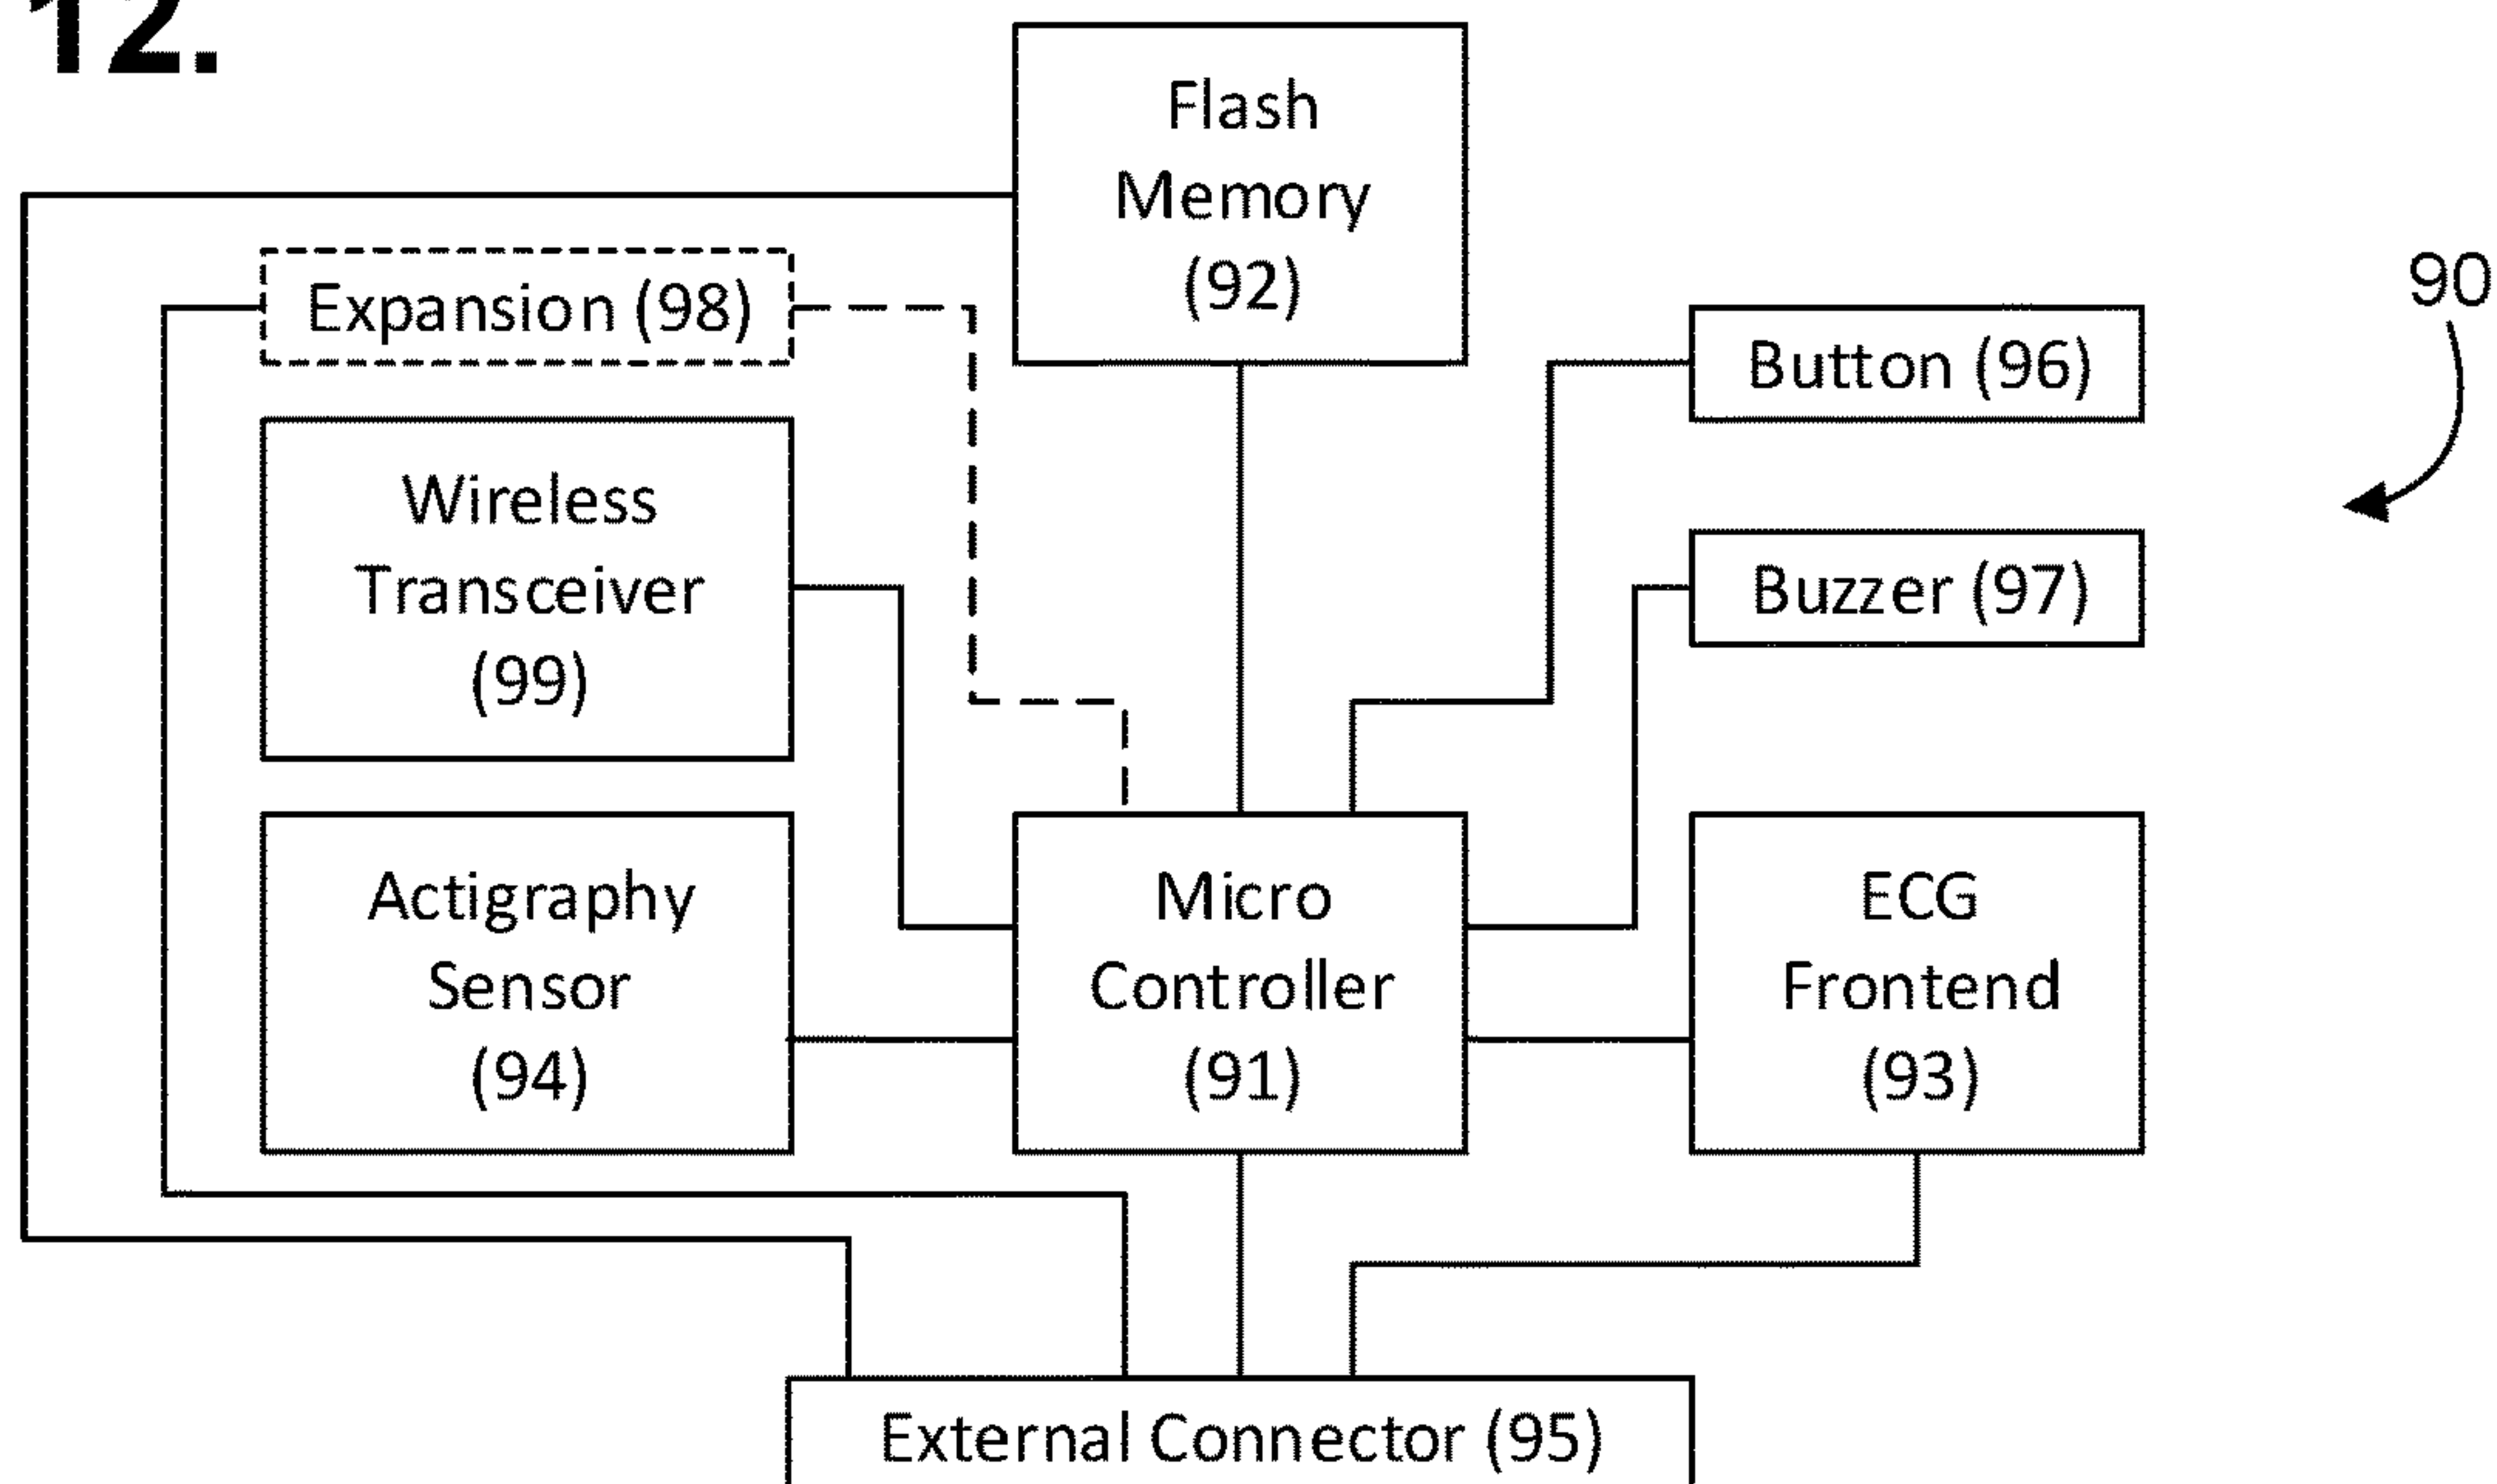 12.
Flash
Memory
(92)
Expansion (98)
90
Button (96)
Wireless
Transceiver
(99)
Buzzer (97)
Actigraphy
Sensor
(94)
Micro
Controller
(91)
ECG
Frontend
(93)
External Connector (95)